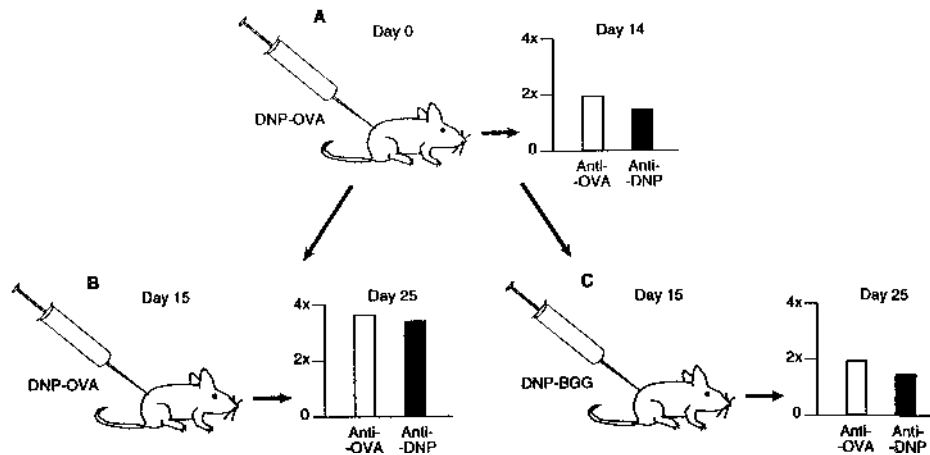 A
Day 0
DNP-OVA
Day 14
4x
2x
0
Anti-
-OVA
Anti-
-DNP
B
Day 15
DNP-OVA
Day 25
4x
2x
0
Anti-
-OVA
Anti-
-DNP
C
Day 15
DNP-BGG
Day 25
4x
2x
0
Anti-
-OVA
Anti-
-DNP